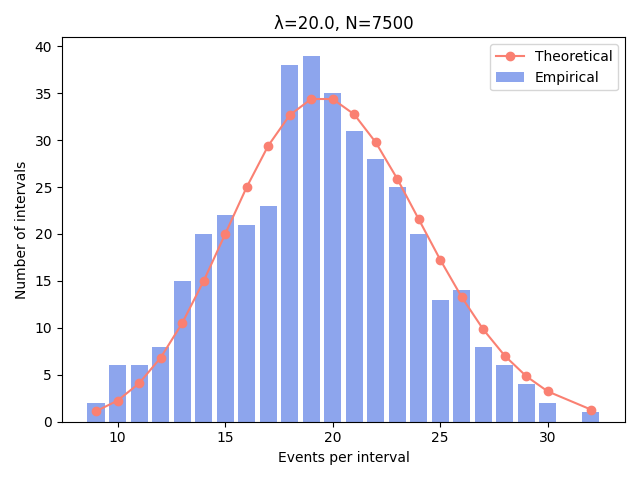 λ=20.0, N=7500
Theoretical
Empirical
Number of intervals
40
35
30
25
20
15
10
5
0
10 15 20 25 30
Events per interval